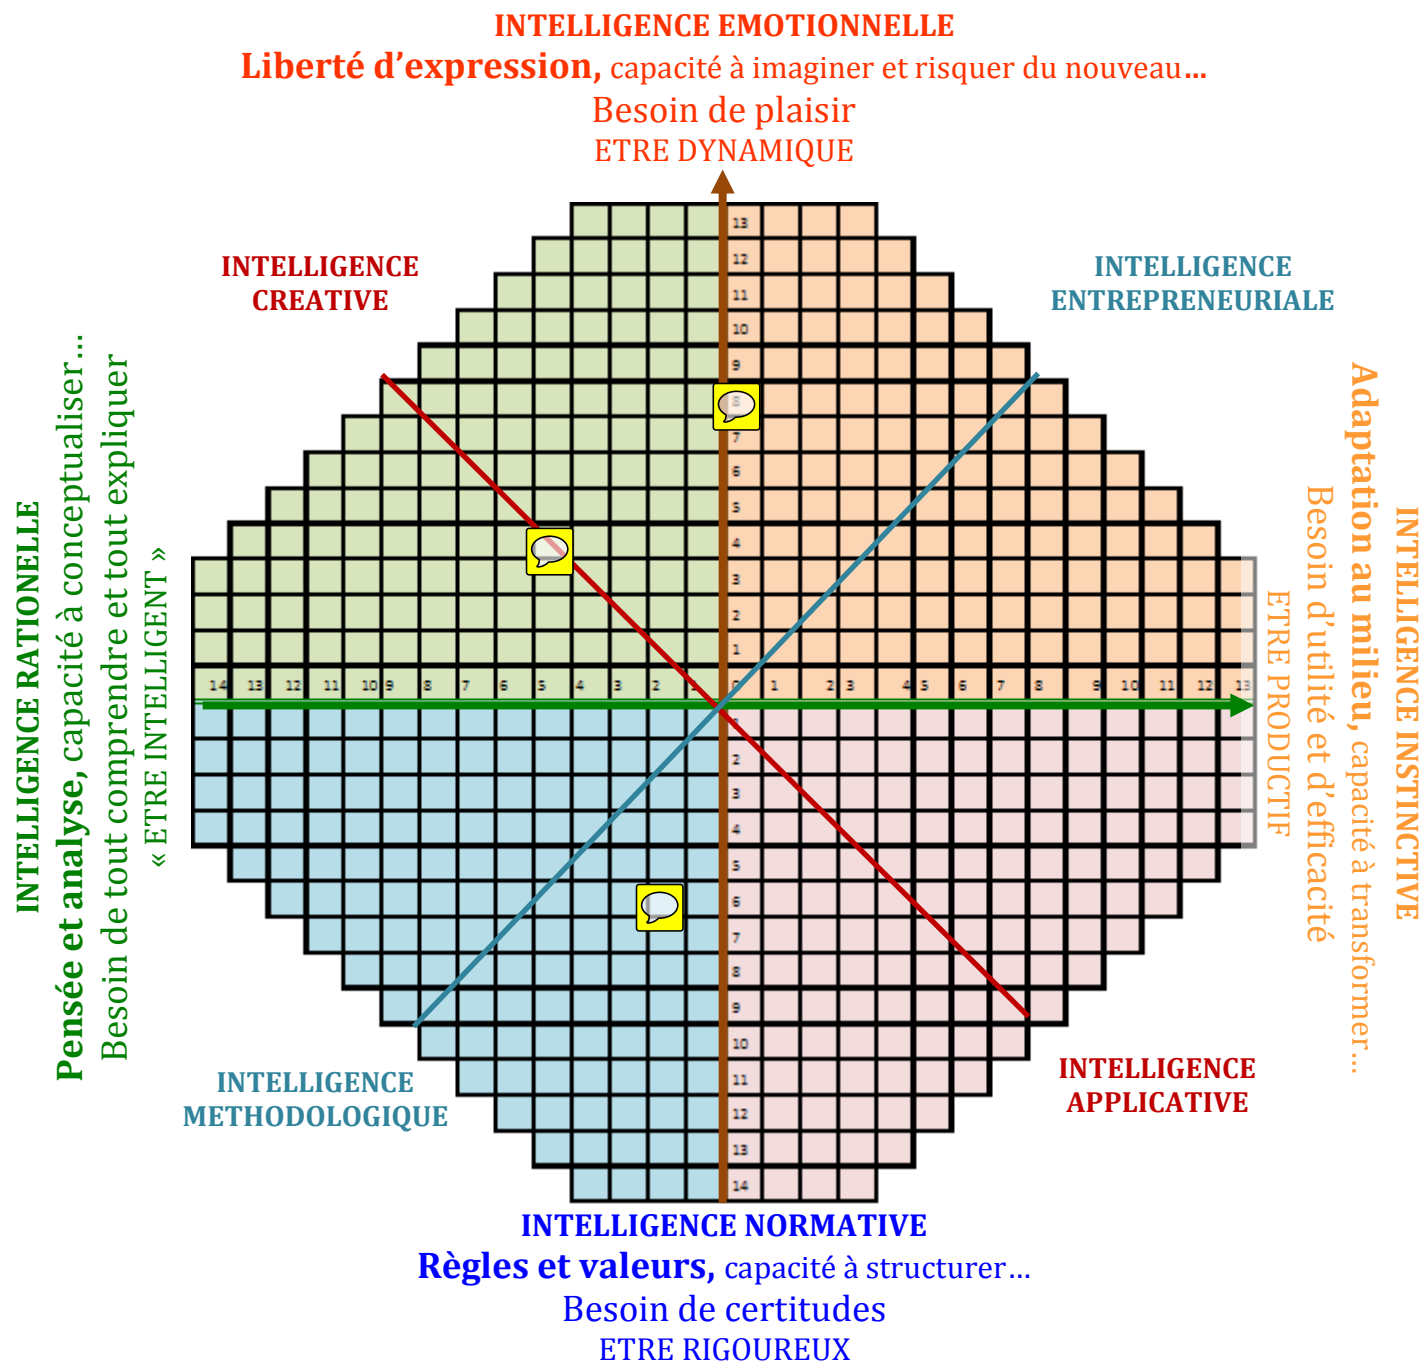 INTELLIGENCE EMOTIONNELLE
Liberté d’expression, capacité à imaginer et risquer du nouveau…
Besoin de plaisir
ETRE DYNAMIQUE
INTELLIGENCE
CREATIVE
INTELLIGENCE
ENTREPRENEURIALE
INTELLIGENCE RATIONELLE
Pensée et analyse, capacité à conceptualiser…
Besoin de tout comprendre et tout expliquer
« ETRE INTELLIGENT »
INTELLIGENCE INSTINCTIVE
Adaptation au milieu, capacité à transformer…
Besoin d’utilité et d’efficacité
ETRE PRODUCTIF
13
12
11
10
9
8
7
6
5
4
3
2
1
14 13 12 11 10 9 8 7 6 5 4 3 2 1 0 1 2 3 4 5 6 7 8 9 10 11 12 13
1
2
3
4
5
6
7
8
9
10
11
12
13
14
INTELLIGENCE
METHODOLOGIQUE
INTELLIGENCE
APPLICATIVE
INTELLIGENCE NORMATIVE
Règles et valeurs, capacité à structurer…
Besoin de certitudes
ETRE RIGOUREUX